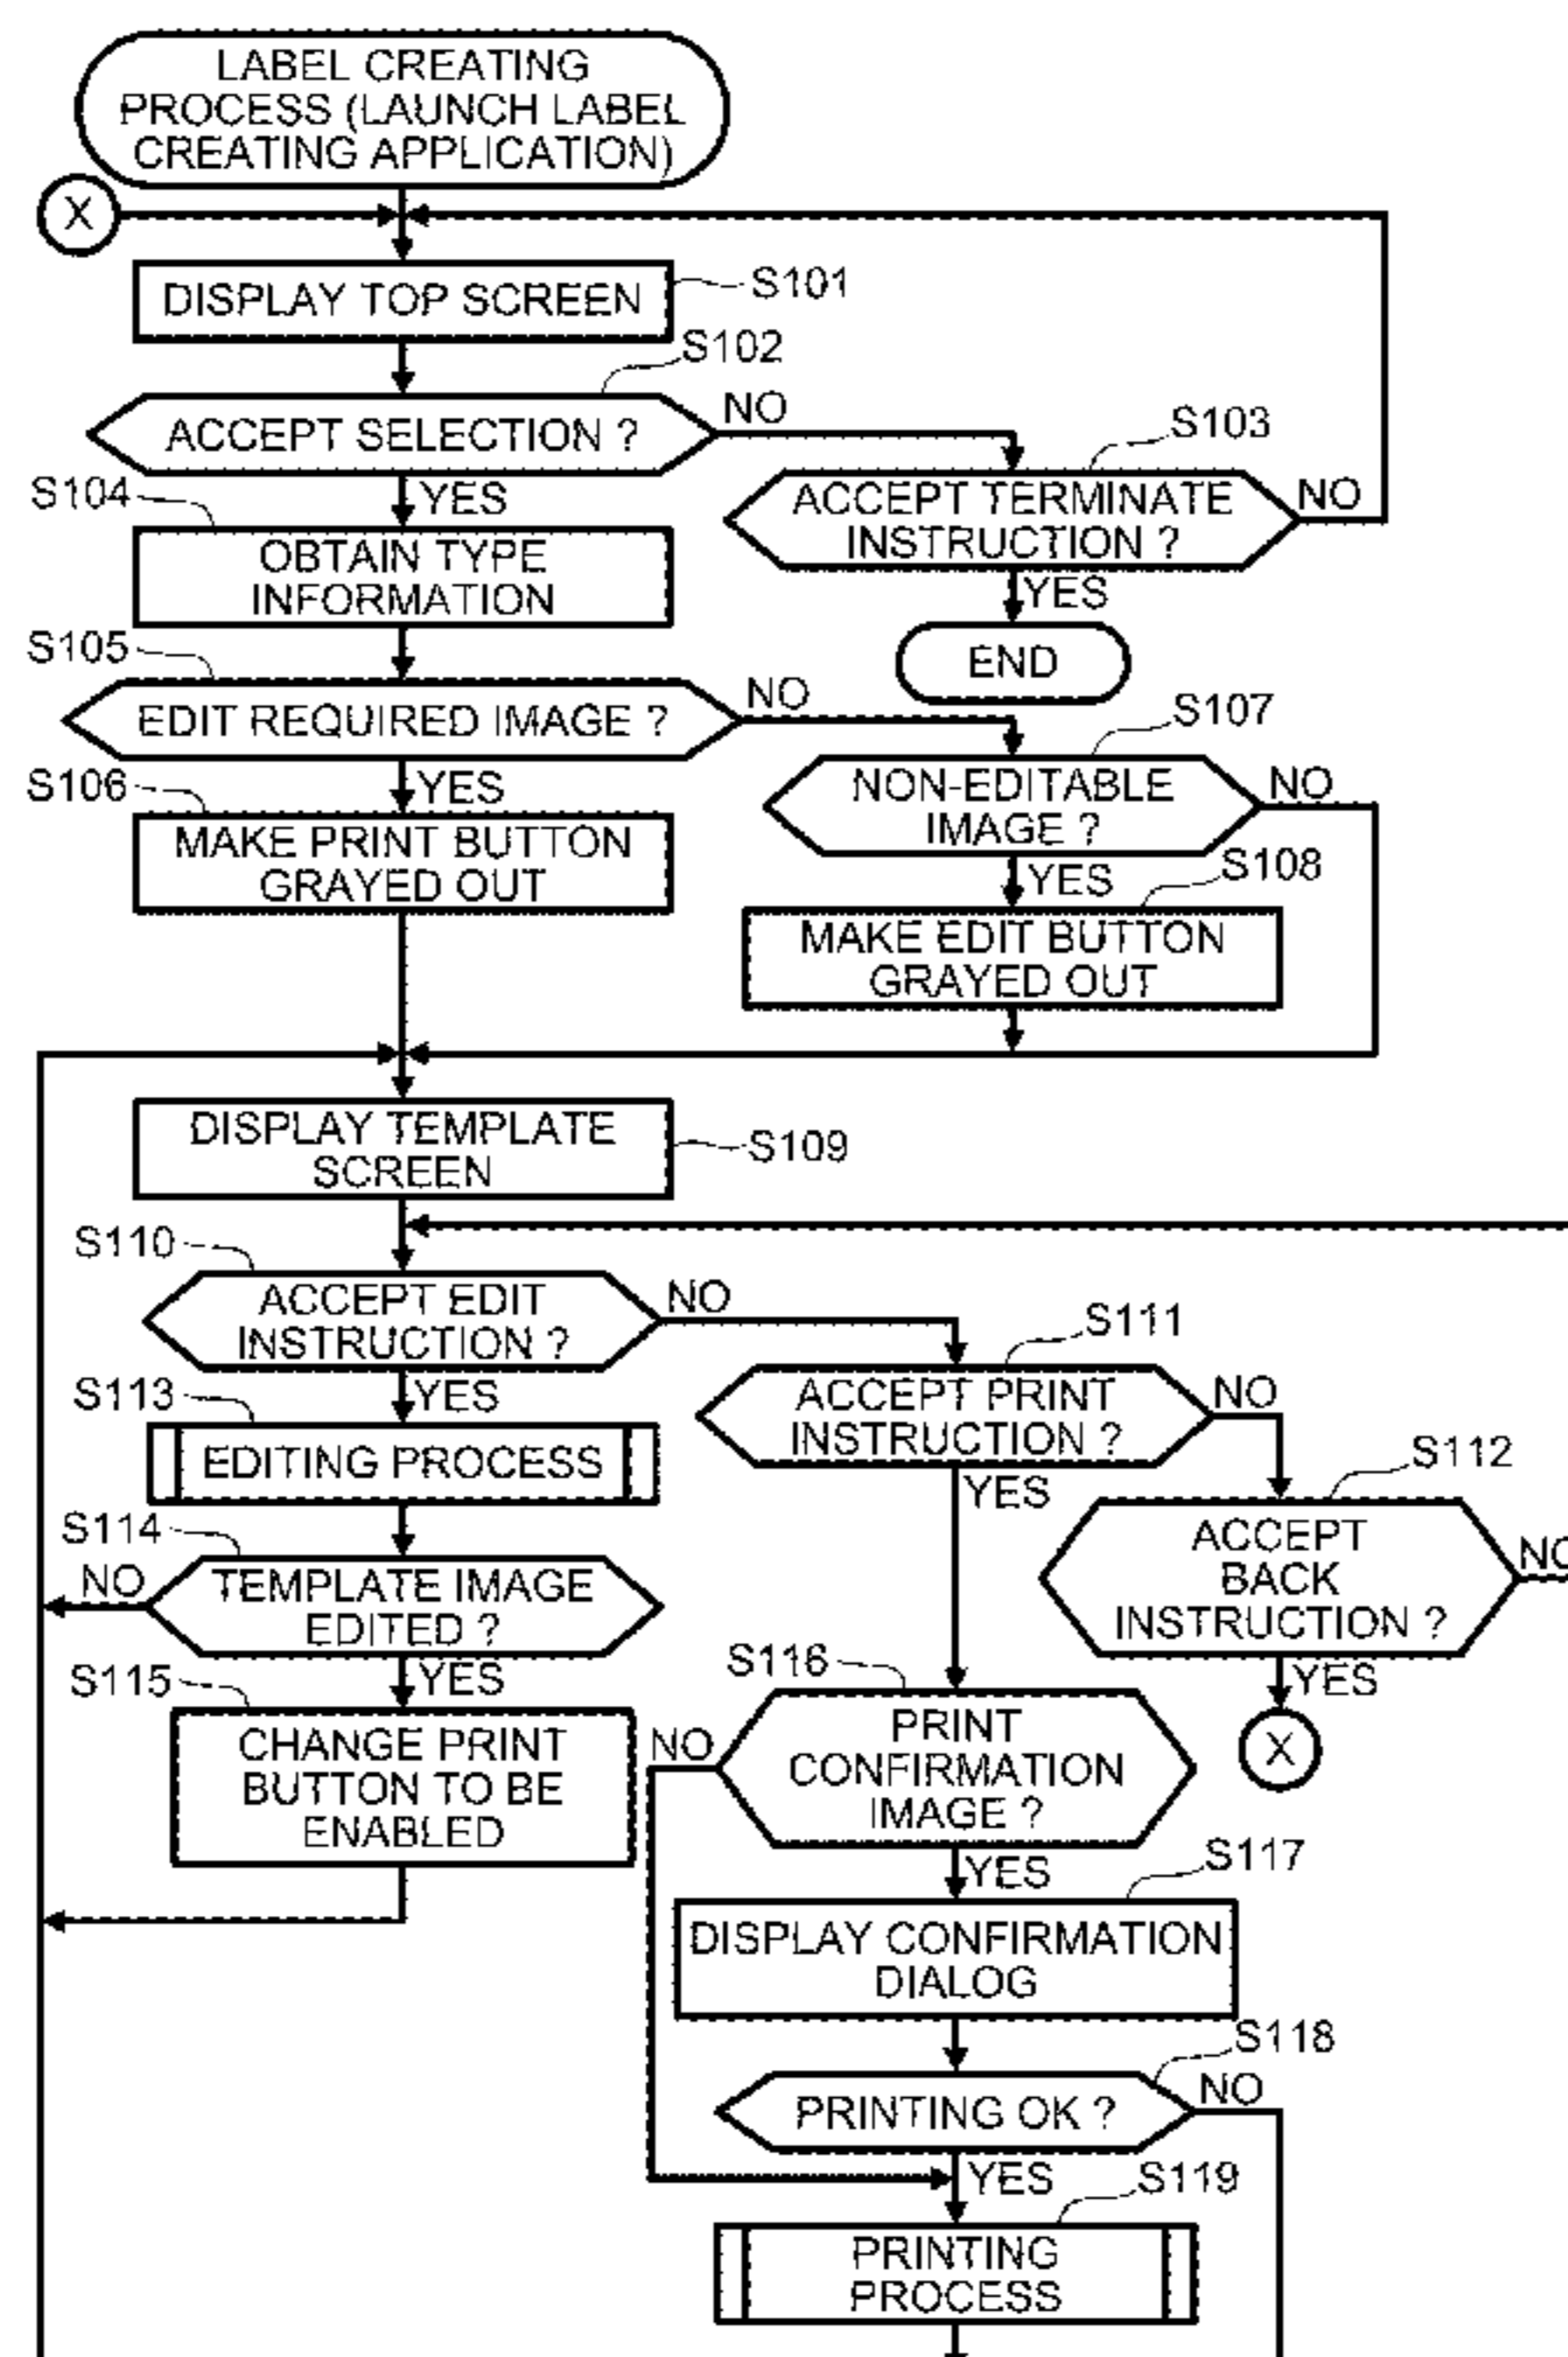 LABEL CREATING
PROCESS (LAUNCH LABEL
CREATING APPLICATION)
X
DISPLAY TOP SCREEN
S101
S102
ACCEPT SELECTION ?
NO
YES
S103
ACCEPT TERMINATE
INSTRUCTION ?
NO
YES
END
S104
OBTAIN TYPE
INFORMATION
S105
EDIT REQUIRED IMAGE ?
NO
YES
S106
MAKE PRINT BUTTON
GRAYED OUT
S107
NON-EDITABLE
IMAGE ?
NO
YES
S108
MAKE EDIT BUTTON
GRAYED OUT
DISPLAY TEMPLATE
SCREEN
S109
S110
ACCEPT EDIT
INSTRUCTION ?
NO
YES
S111
ACCEPT PRINT
INSTRUCTION ?
NO
YES
S112
ACCEPT
BACK
INSTRUCTION ?
NO
YES
X
S113
EDITING PROCESS
S114
NO
TEMPLATE IMAGE
EDITED ?
YES
S115
CHANGE PRINT
BUTTON TO BE
ENABLED
S116
NO
PRINT
CONFIRMATION
IMAGE ?
YES
S117
DISPLAY CONFIRMATION
DIALOG
S118
PRINTING OK ?
NO
YES
S119
PRINTING
PROCESS